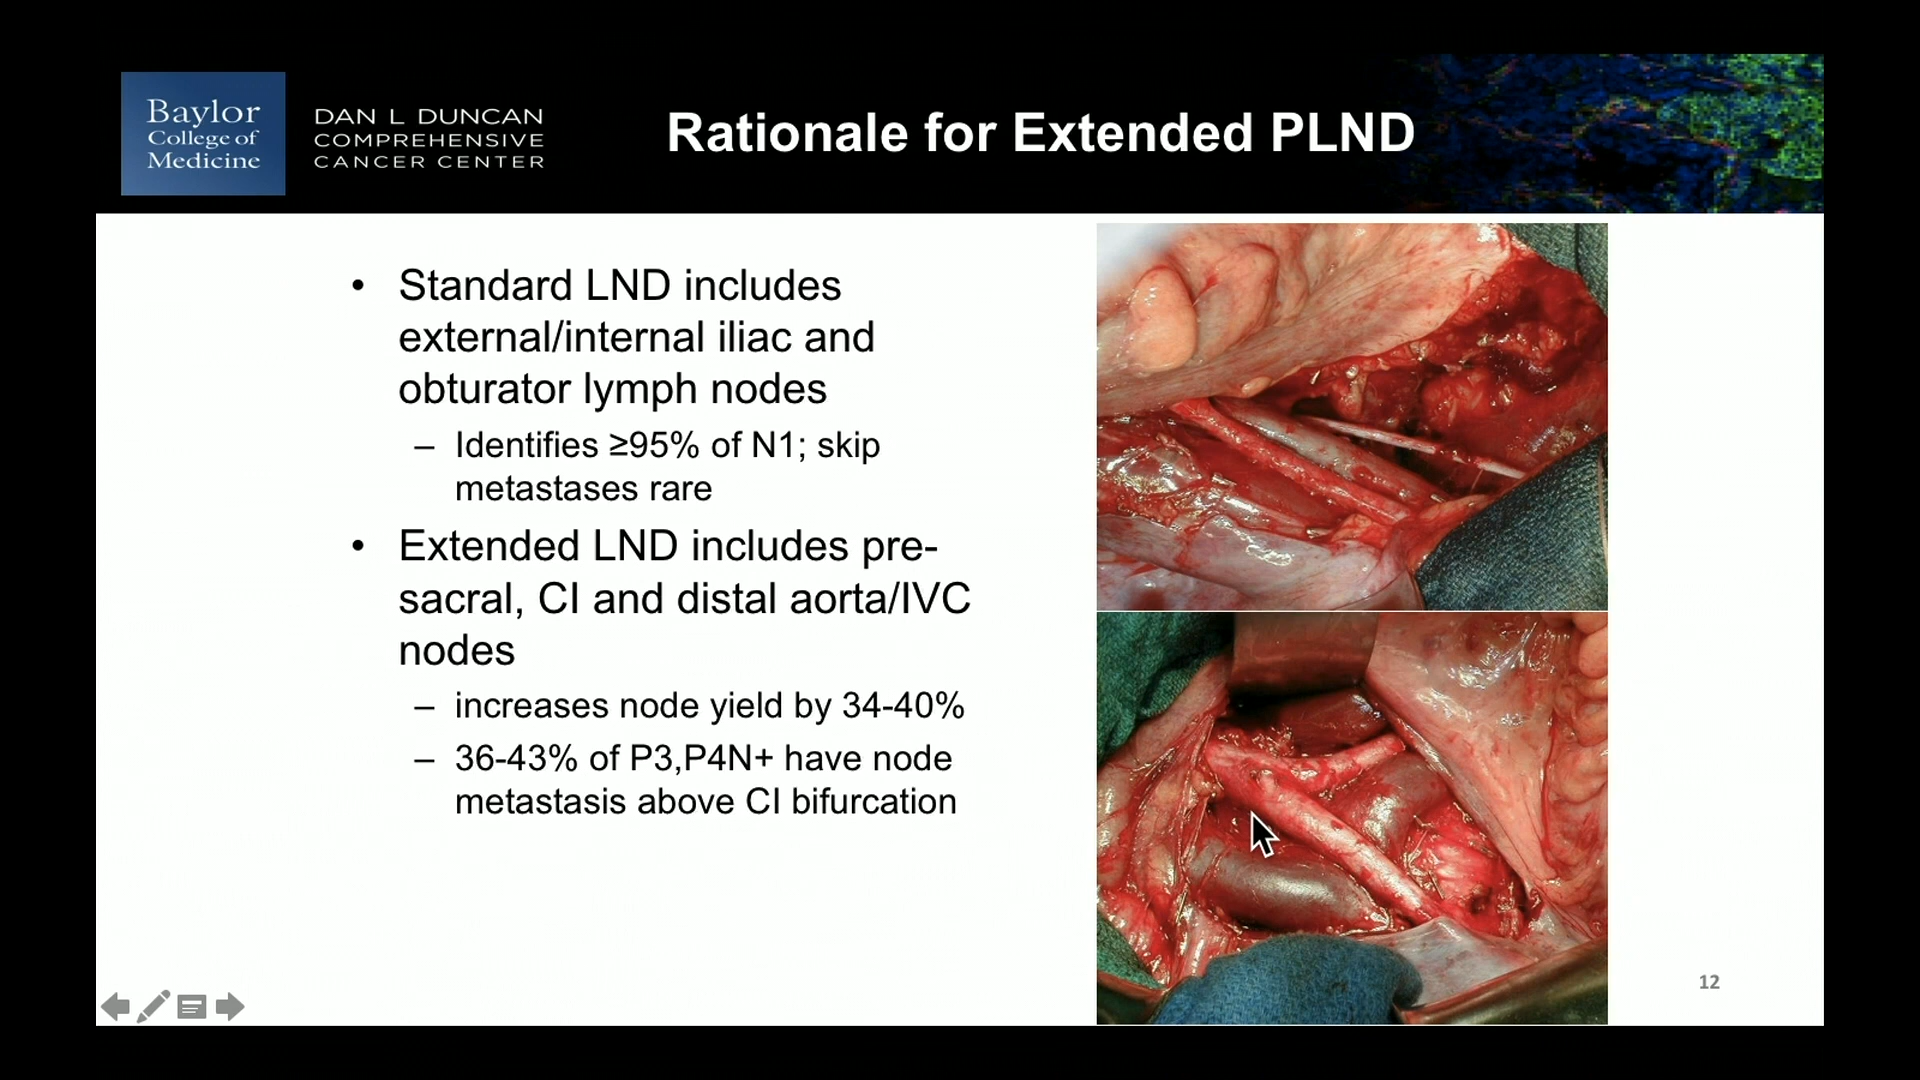 Baylor
College of
Medicine
DAN L DUNCAN
COMPREHENSIVE
CANCER CENTER
Rationale for Extended PLND
• Standard LND includes
external/internal iliac and
obturator lymph nodes
– Identifies ≥95% of N1; skip
metastases rare
• Extended LND includes pre-
sacral, CI and distal aorta/IVC
nodes
– increases node yield by 34-40%
– 36-43% of P3,P4N+ have node
metastasis above CI bifurcation
12